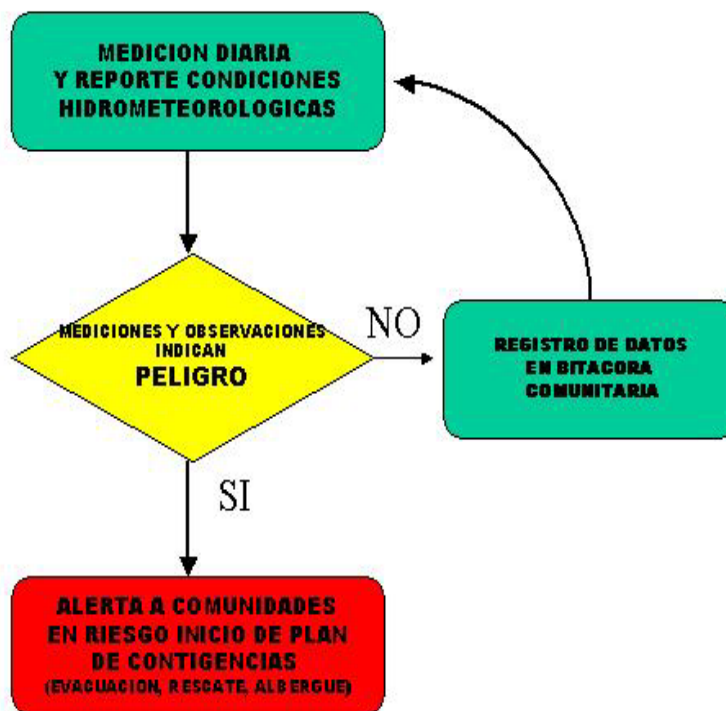 MEDICION DIARIA
Y REPORTE CONDICIONES
HIDROMETEOROLOGICAS
MEDICIONES Y OBSERVACIONES
INDICAN
PELIGRO
NO
REGISTRO DE DATOS
EN BITACORA
COMUNITARIA
SI
ALERTA A COMUNIDADES
EN RIESGO INICIO DE PLAN
DE CONTIGENCIAS
(EVACUACION, RESCATE, ALBERGUE)